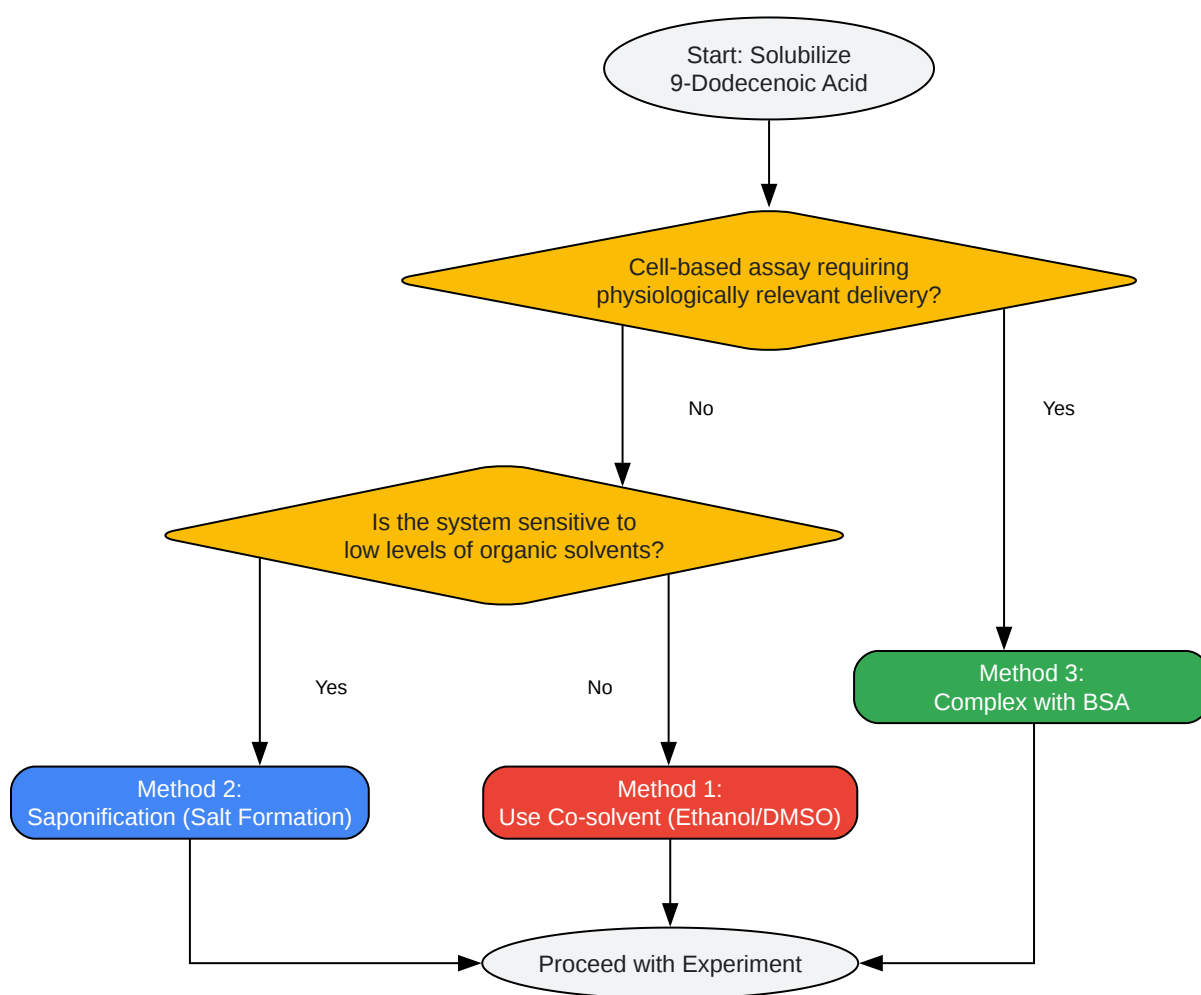 Start: Solubilize
9-Dodecenoic Acid
Cell-based assay requiring
physiologically relevant delivery?
No
Yes
Is the system sensitive to
low levels of organic solvents?
Yes
No
Method 3:
Complex with BSA
Method 2:
Saponification (Salt Formation)
Method 1:
Use Co-solvent (Ethanol/DMSO)
Proceed with Experiment